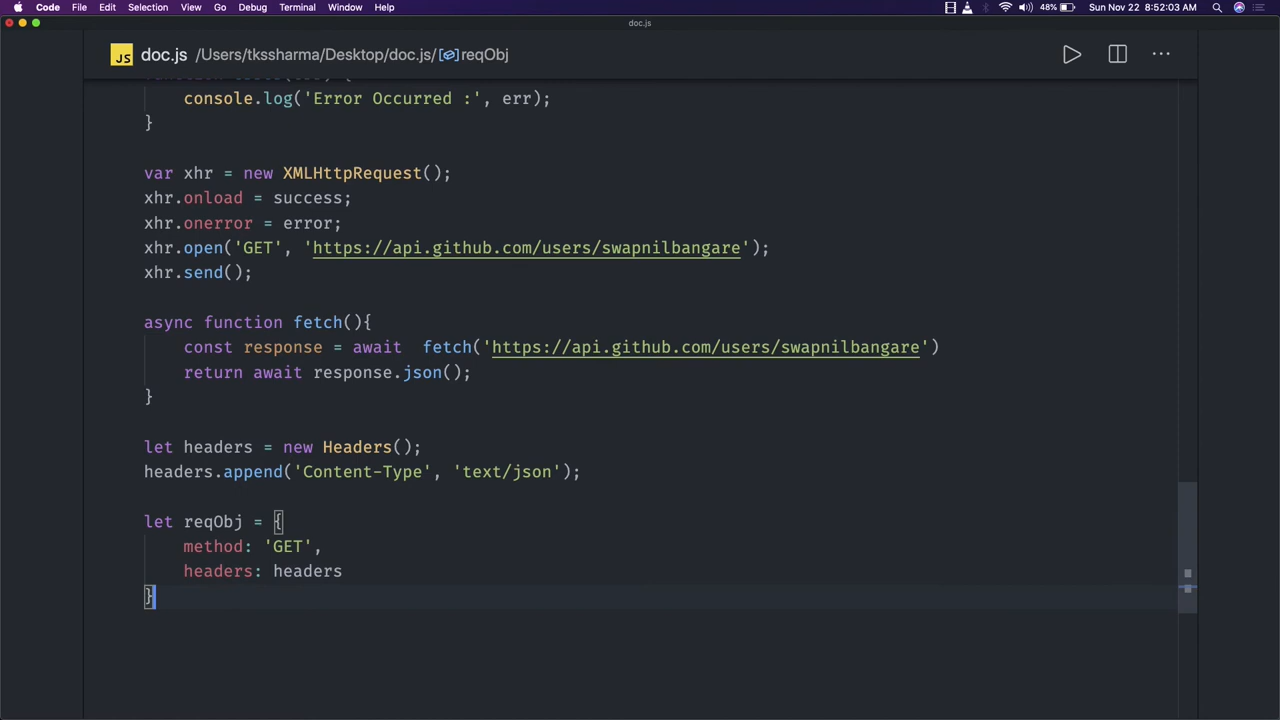 Code File Edit Selection View Go Debug Terminal Window Help 48% Sun Nov 22 8:52:03 AM
doc.js
JS doc.js /Users/tkssharma/Desktop/doc.js/reqObj
console.log('Error Occurred :', err);
}
var xhr = new XMLHttpRequest();
xhr.onload = success;
xhr.onerror = error;
xhr.open('GET', 'https://api.github.com/users/swapnilbangare');
xhr.send();
async function fetch(){
const response = await  fetch('https://api.github.com/users/swapnilbangare')
return await response.json();
}
let headers = new Headers();
headers.append('Content-Type', 'text/json');
let reqObj = {
method: 'GET',
headers: headers
}